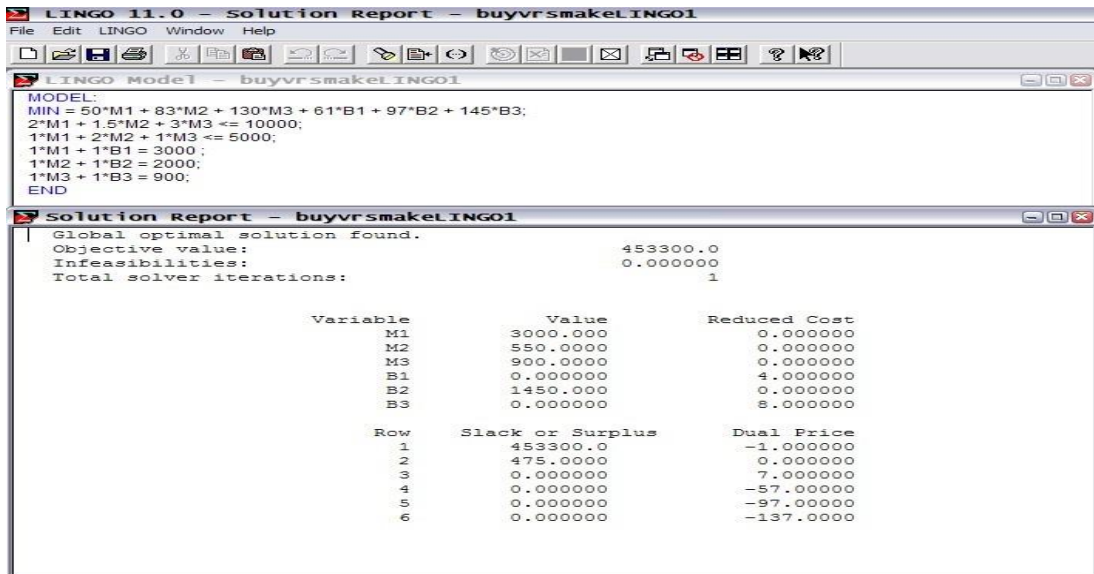 LINGO 11.0 - Solution Report - buyvrsmakeLINGO1
File Edit LINGO Window Help
LINGO Model - buyvrsmakeLINGO1
MODEL:
MIN = 50*M1 + 83*M2 + 130*M3 + 61*B1 + 97*B2 + 145*B3;
2*M1 + 1.5*M2 + 3*M3 <= 10000;
1*M1 + 2*M2 + 1*M3 <= 5000;
1*M1 + 1*B1 = 3000 ;
1*M2 + 1*B2 = 2000;
1*M3 + 1*B3 = 900;
END
Solution Report - buyvrsmakeLINGO1
Global optimal solution found.
Objective value: 453300.0
Infeasibilities: 0.000000
Total solver iterations: 1
Variable Value Reduced Cost
M1 3000.000 0.000000
M2 550.0000 0.000000
M3 900.0000 0.000000
B1 0.000000 4.000000
B2 1450.000 0.000000
B3 0.000000 8.000000
Row Slack or Surplus Dual Price
1 453300.0 -1.000000
2 475.0000 0.000000
3 0.000000 7.000000
4 0.000000 -57.00000
5 0.000000 -97.00000
6 0.000000 -137.0000